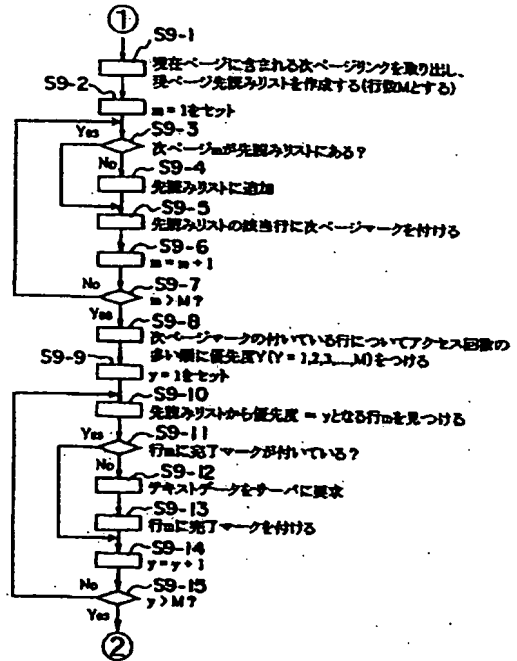 ①
S9-1
現在ページに含まれる次ページリンクを取り出し、
現ページ先読みリストを作成する(行数Mとする)
S9-2
m=1をセット
Yes
S9-3
次ページmが先読みリストにある?
No
S9-4
先読みリストに追加
S9-5
先読みリストの該当行に次ページマークを付ける
S9-6
m=m+1
No
S9-7
m>M?
Yes
S9-8
次ページマークの付いている行についてアクセス回数の
多い順に優先度Y(Y=1,2,3,...,M)をつける
S9-9
y=1をセット
S9-10
先読みリストから優先度=yとなる行mを見つける
Yes
S9-11
行mに完了マークが付いている?
No
S9-12
テキストデータをサーバに要求
S9-13
行mに完了マークを付ける
S9-14
y=y+1
No
S9-15
y>M?
Yes
②